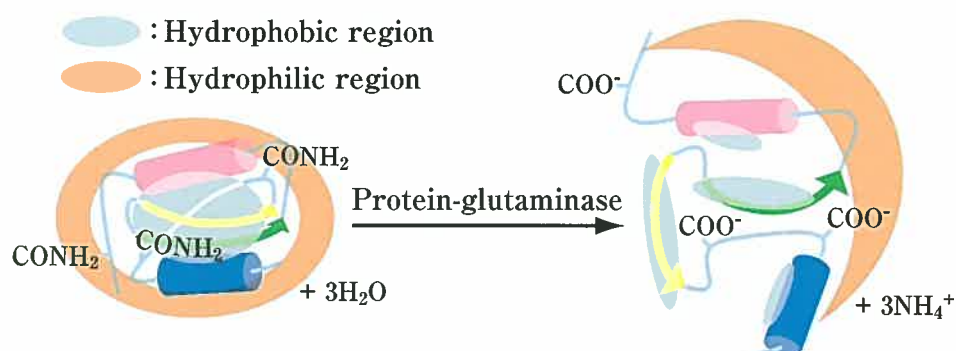 : Hydrophobic region
: Hydrophilic region
COO⁻
CONH₂
Protein-glutaminase
CONH₂
CONH₂
COO⁻
COO⁻
+ 3H₂O
+ 3NH₄⁺